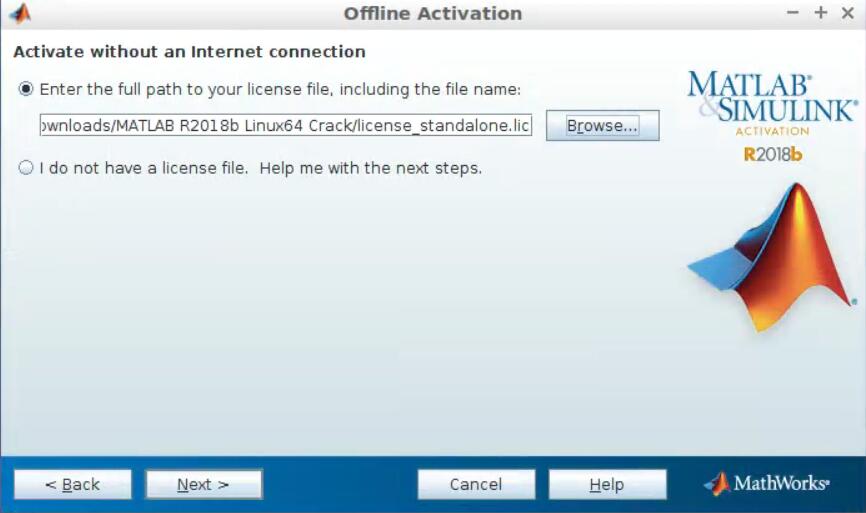 Offline Activation
Activate without an Internet connection
Enter the full path to your license file, including the file name:
ownloads/MATLAB R2018b Linux64 Crack/license_standalone.lic
Browse...
I do not have a license file.  Help me with the next steps.
MATLAB®
&SIMULINK®
ACTIVATION
R2018b
< Back
Next >
Cancel
Help
MathWorks®